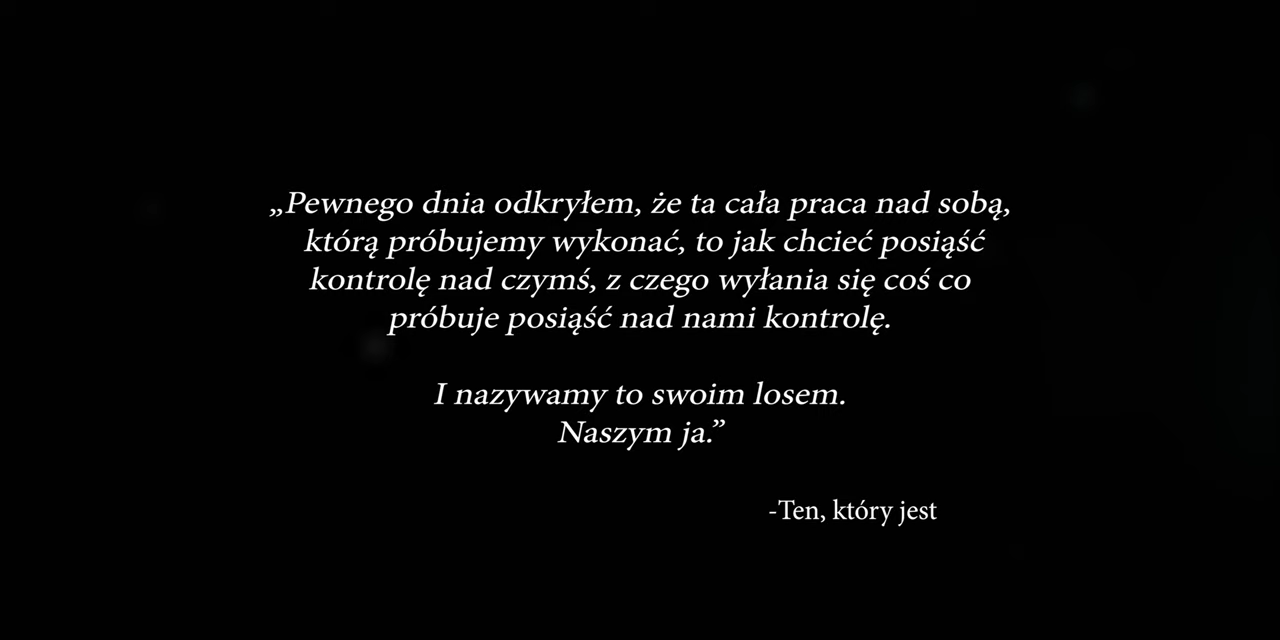 „Pewnego dnia odkryłem, że ta cała praca nad sobą,
którą próbujemy wykonać, to jak chcieć posiąść
kontrolę nad czymś, z czego wyłania się coś co
próbuje posiąść nad nami kontrolę.
I nazywamy to swoim losem.
Naszym ja.”
-Ten, który jest